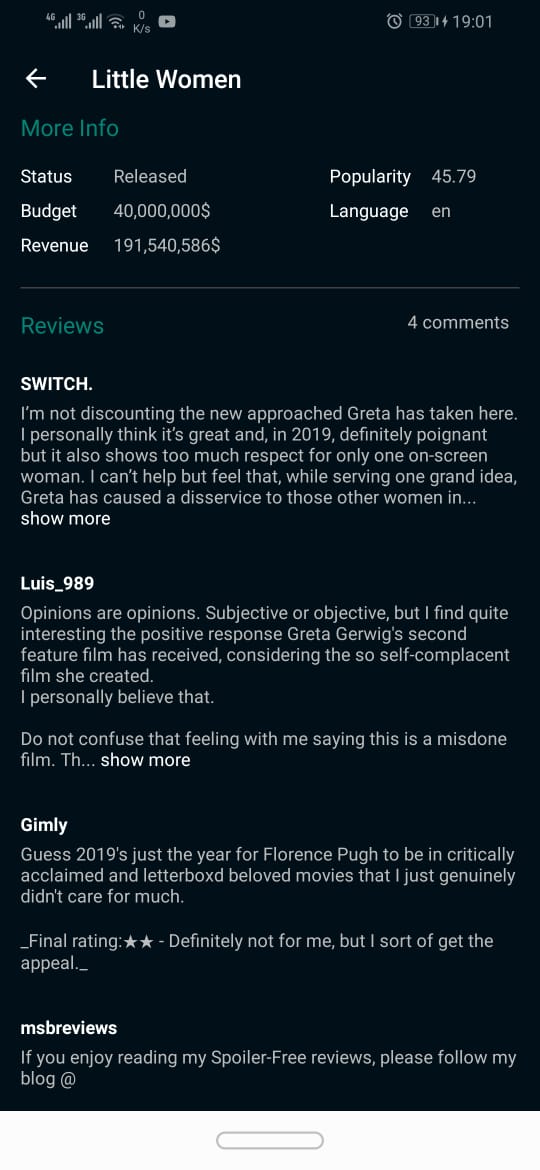 4G 3G 0 K/s 93 19:01
Little Women
More Info
Status Released Popularity 45.79
Budget 40,000,000$ Language en
Revenue 191,540,586$
Reviews 4 comments
SWITCH.
I'm not discounting the new approached Greta has taken here.
I personally think it's great and, in 2019, definitely poignant
but it also shows too much respect for only one on-screen
woman. I can't help but feel that, while serving one grand idea,
Greta has caused a disservice to those other women in...
show more
Luis_989
Opinions are opinions. Subjective or objective, but I find quite
interesting the positive response Greta Gerwig's second
feature film has received, considering the so self-complacent
film she created.
I personally believe that.
Do not confuse that feeling with me saying this is a misdone
film. Th... show more
Gimly
Guess 2019's just the year for Florence Pugh to be in critically
acclaimed and letterboxd beloved movies that I just genuinely
didn't care for much.
_Final rating:★★ - Definitely not for me, but I sort of get the
appeal._
msbreviews
If you enjoy reading my Spoiler-Free reviews, please follow my
blog @